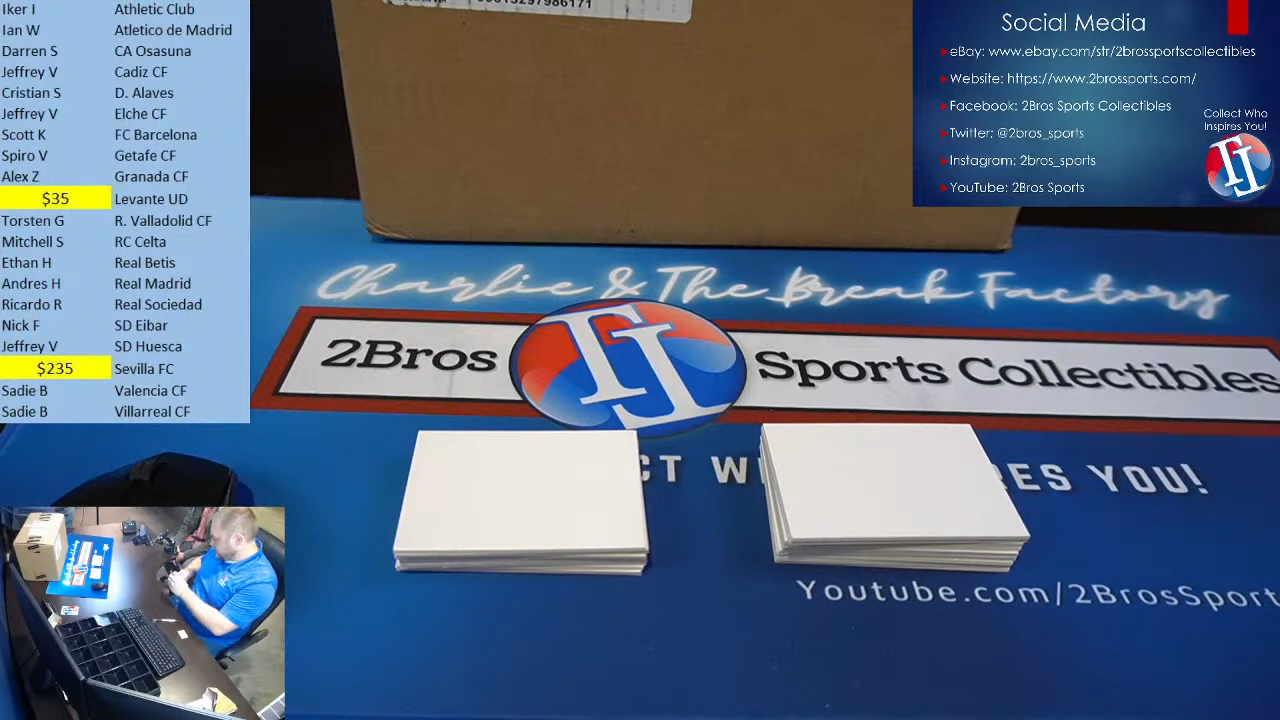 Iker I Athletic Club
Ian W Atletico de Madrid
Darren S CA Osasuna
Jeffrey V Cadiz CF
Cristian S D. Alaves
Jeffrey V Elche CF
Scott K FC Barcelona
Spiro V Getafe CF
Alex Z Granada CF
$35 Levante UD
Torsten G R. Valladolid CF
Mitchell S RC Celta
Ethan H Real Betis
Andres H Real Madrid
Ricardo R Real Sociedad
Nick F SD Eibar
Jeffrey V SD Huesca
$235 Sevilla FC
Sadie B Valencia CF
Sadie B Villarreal CF
Social Media
eBay: www.ebay.com/str/2brossportscollectibles
Website: https://www.2brossports.com/
Facebook: 2Bros Sports Collectibles
Twitter: @2bros_sports
Instagram: 2bros_sports
YouTube: 2Bros Sports
Collect Who
Inspires You!
Charlie & The Break Factory
2Bros Sports Collectibles
YOU!
Youtube.com/2BrosSport